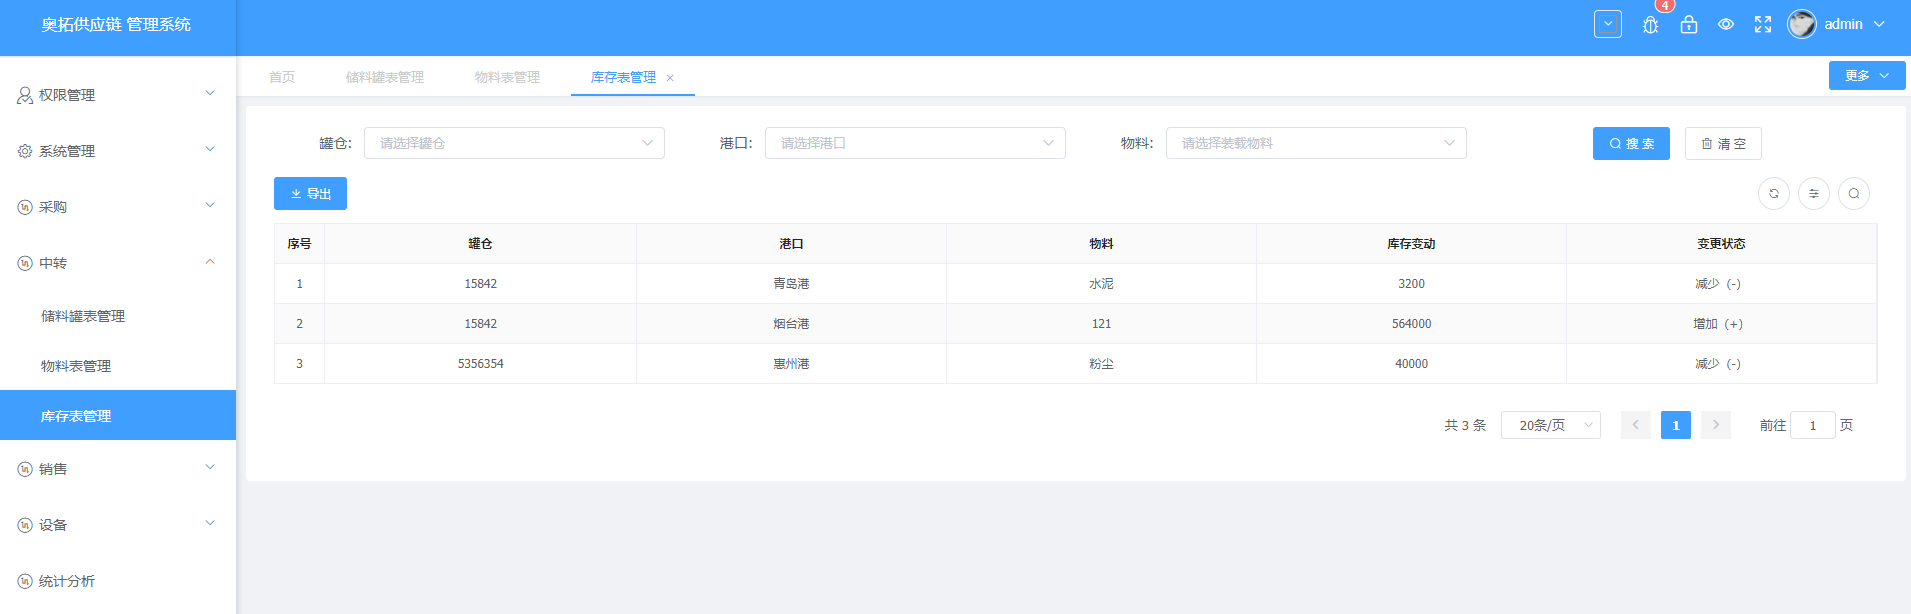 奥拓供应链 管理系统
4
admin
权限管理
系统管理
采购
中转
储料罐表管理
物料表管理
库存表管理
销售
设备
统计分析
首页 储料罐表管理 物料表管理 库存表管理
更多
罐仓： 请选择罐仓 港口： 请选择港口 物料： 请选择装载物料 搜 索 清 空
导出
序号 罐仓 港口 物料 库存变动 变更状态
1 15842 青岛港 水泥 3200 减少（-）
2 15842 烟台港 121 564000 增加（+）
3 5356354 惠州港 粉尘 40000 减少（-）
共 3 条 20条/页 1 前往 1 页